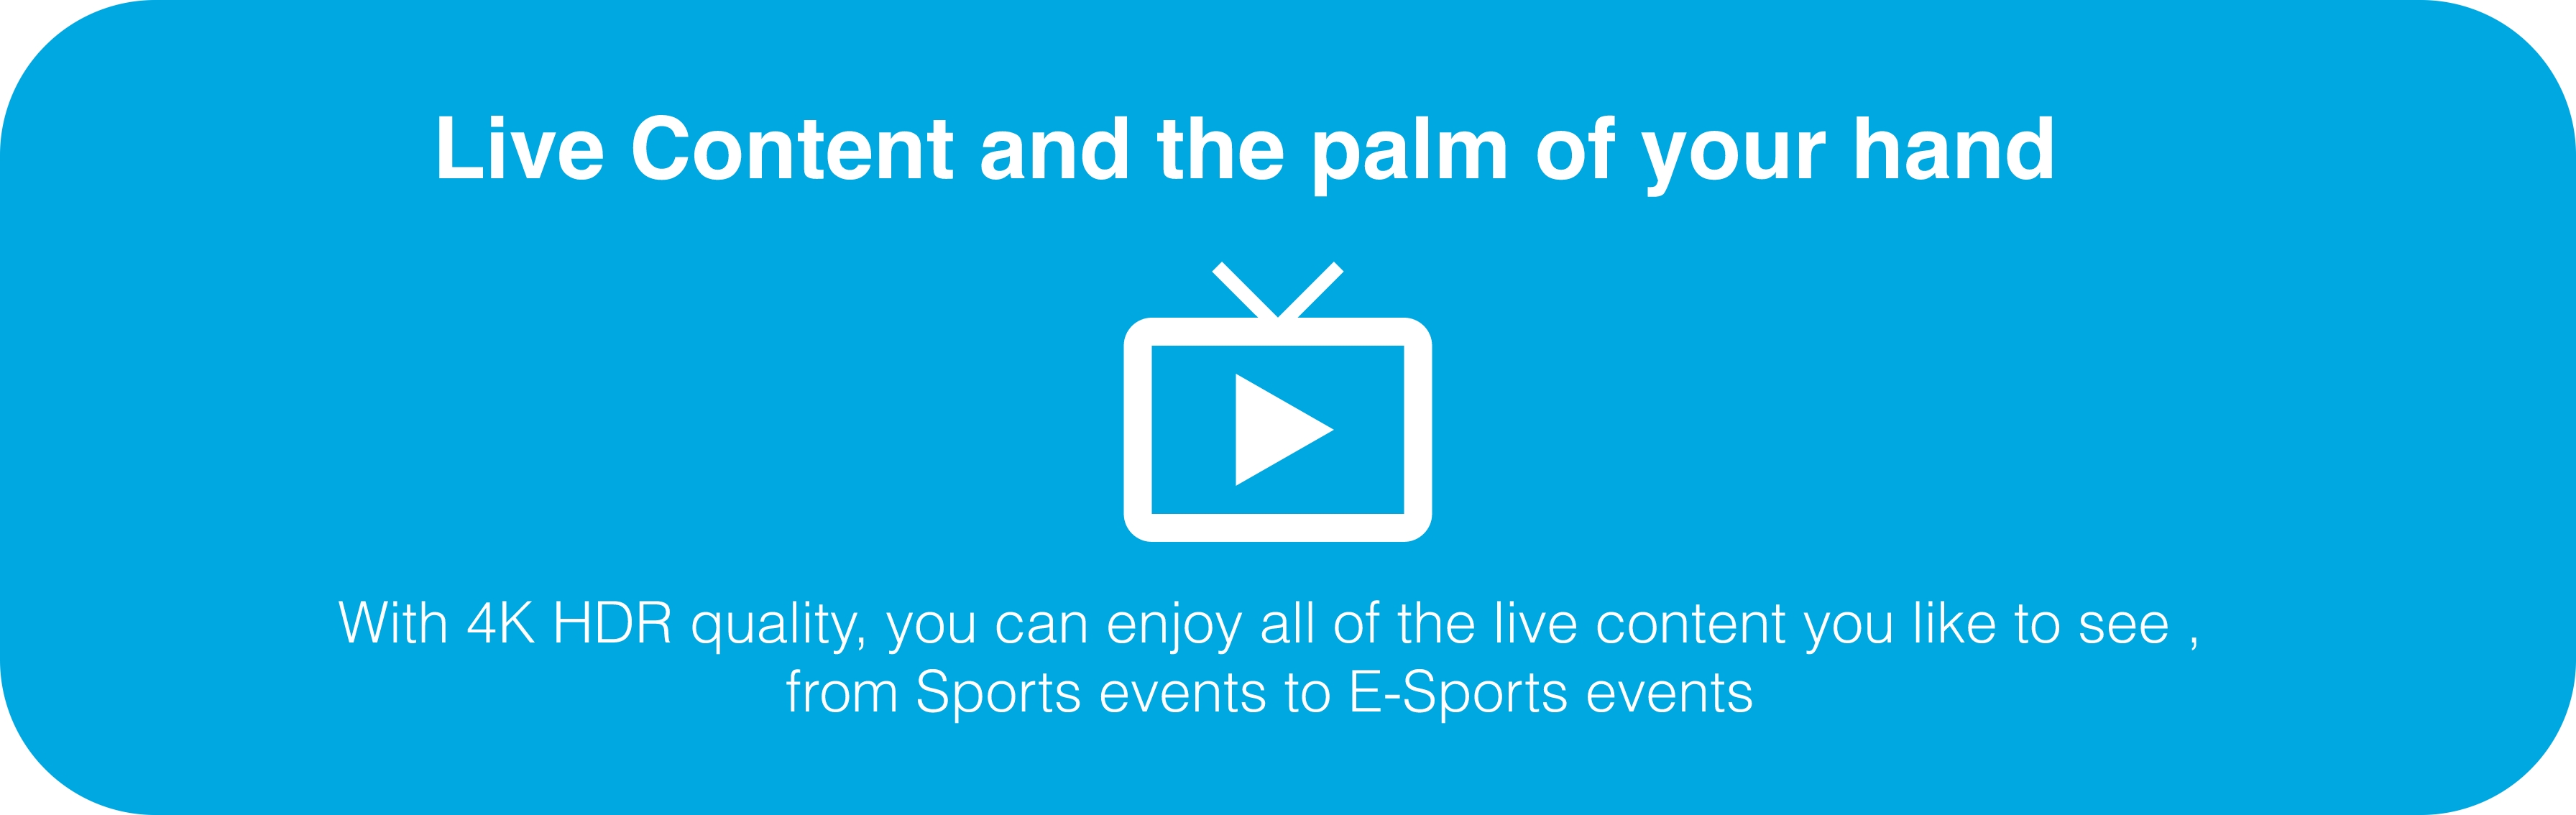 Live Content and the palm of your hand
With 4K HDR quality, you can enjoy all of the live content you like to see ,
from Sports events to E-Sports events